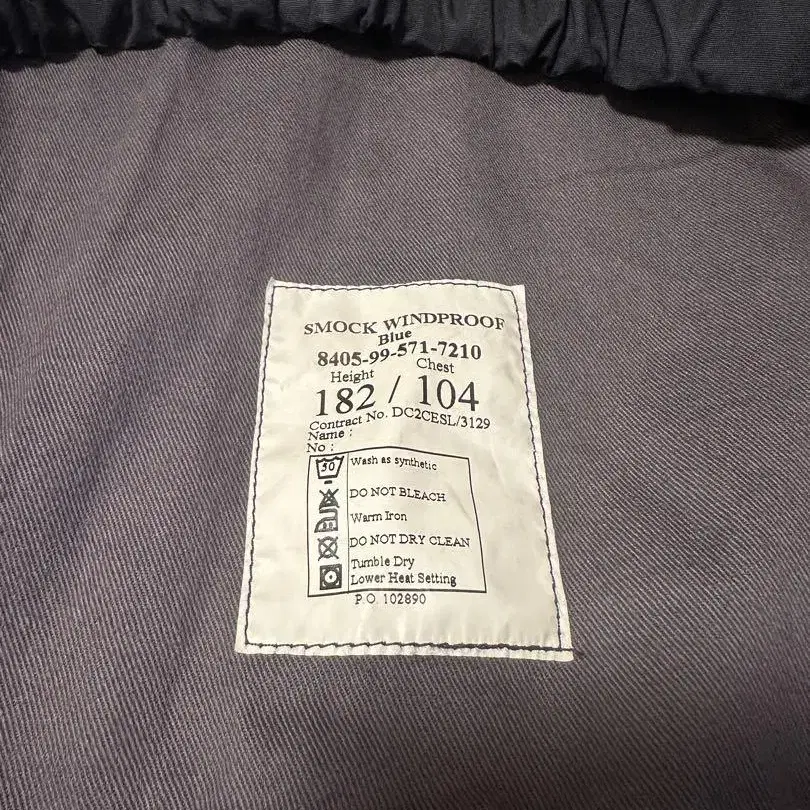 SMOCK WINDPROOF
Blue
8405-99-571-7210
Height Chest
182 / 104
Contract No. DC2CESL/3129
Name :
No :
50 Wash as synthetic
DO NOT BLEACH
Warm Iron
DO NOT DRY CLEAN
Tumble Dry
Lower Heat Setting
P.O. 102890